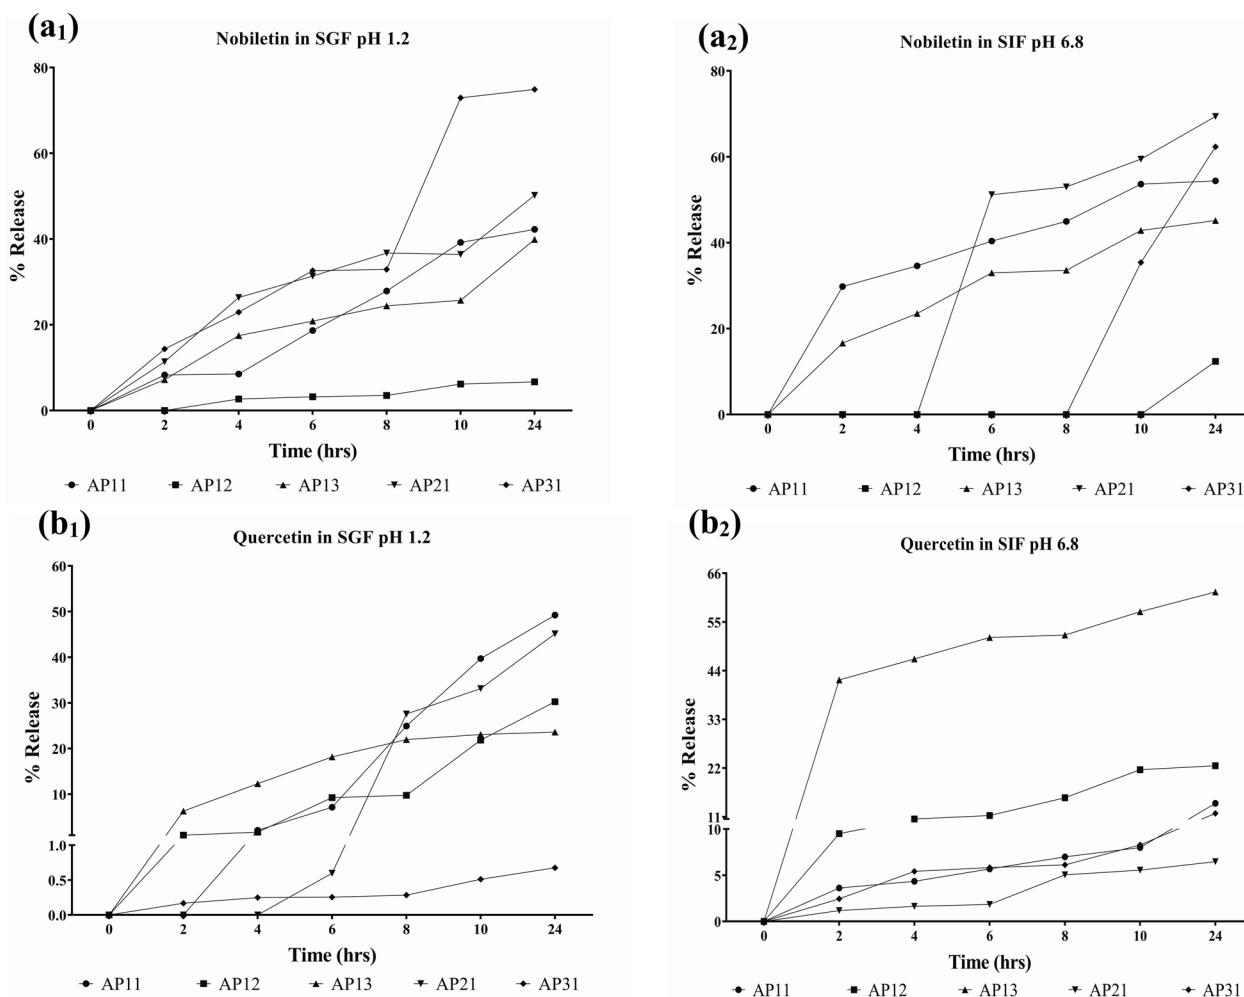 (a1)
Nobiletin in SGF pH 1.2
80
60
40
20
0
% Release
0 2 4 6 8 10 24
Time (hrs)
AP11 AP12 AP13 AP21 AP31
(a2)
Nobiletin in SIF pH 6.8
80
60
40
20
0
% Release
0 2 4 6 8 10 24
Time (hrs)
AP11 AP12 AP13 AP21 AP31
(b1)
Quercetin in SGF pH 1.2
60
50
40
30
20
10
1.0
0.5
0.0
% Release
0 2 4 6 8 10 24
Time (hrs)
AP11 AP12 AP13 AP21 AP31
(b2)
Quercetin in SIF pH 6.8
66
55
44
33
22
11
10
5
0
% Release
0 2 4 6 8 10 24
Time (hrs)
AP11 AP12 AP13 AP21 AP31